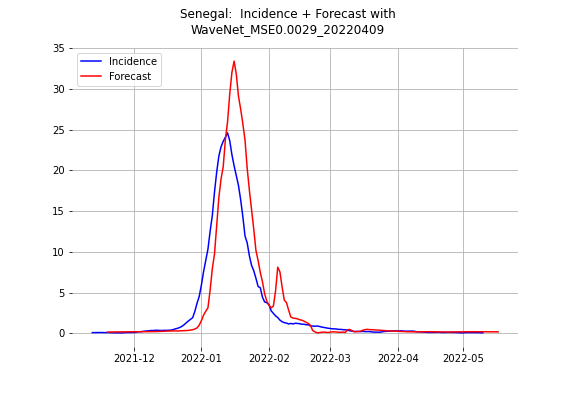 Senegal:  Incidence + Forecast with
WaveNet_MSE0.0029_20220409
Incidence
Forecast
35
30
25
20
15
10
5
0
2021-12 2022-01 2022-02 2022-03 2022-04 2022-05